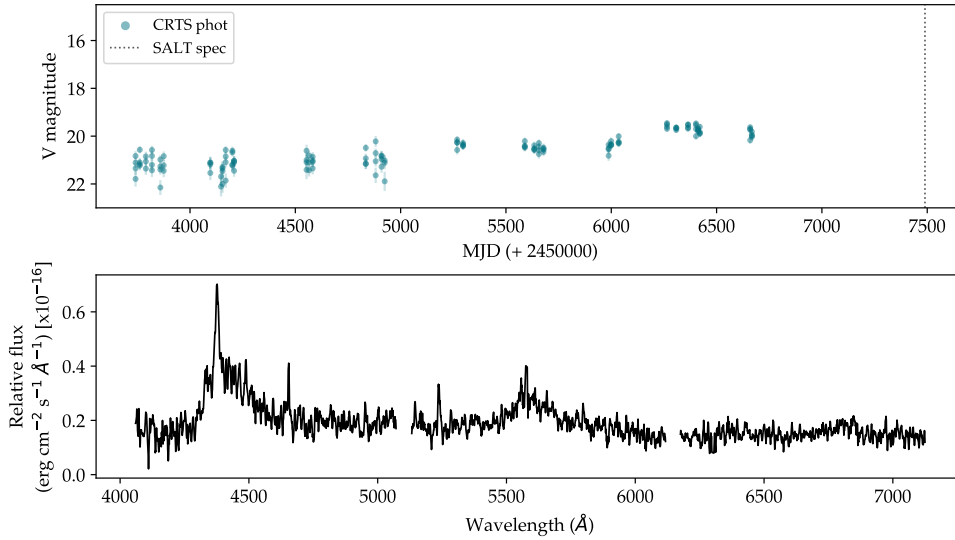 CRTS phot
SALT spec
V magnitude
16
18
20
22
4000 4500 5000 5500 6000 6500 7000 7500
MJD (+ 2450000)
Relative flux
(erg cm⁻² s⁻¹ Å⁻¹) [x10⁻¹⁶]
0.6
0.4
0.2
0.0
4000 4500 5000 5500 6000 6500 7000
Wavelength (Å)